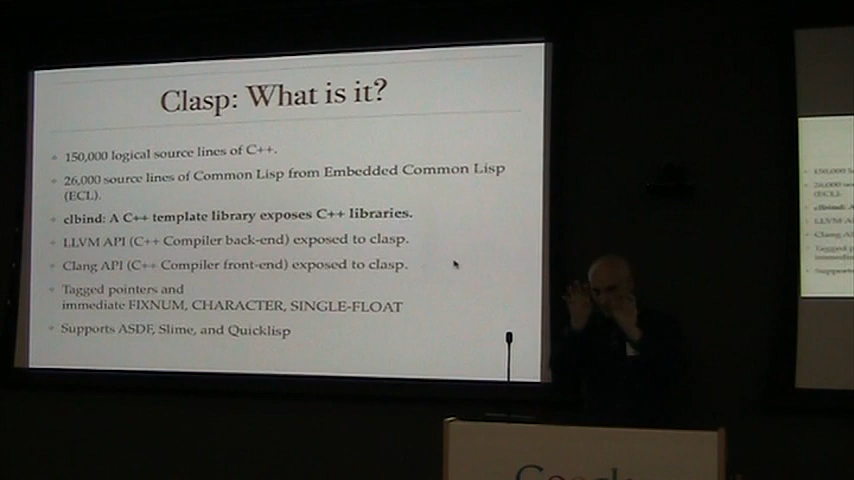 Clasp: What is it?
150,000 logical source lines of C++.
26,000 source lines of Common Lisp from Embedded Common Lisp
(ECL).
clbind: A C++ template library exposes C++ libraries.
LLVM API (C++ Compiler back-end) exposed to clasp.
Clang API (C++ Compiler front-end) exposed to clasp.
Tagged pointers and
immediate FIXNUM, CHARACTER, SINGLE-FLOAT
Supports ASDF, Slime, and Quicklisp